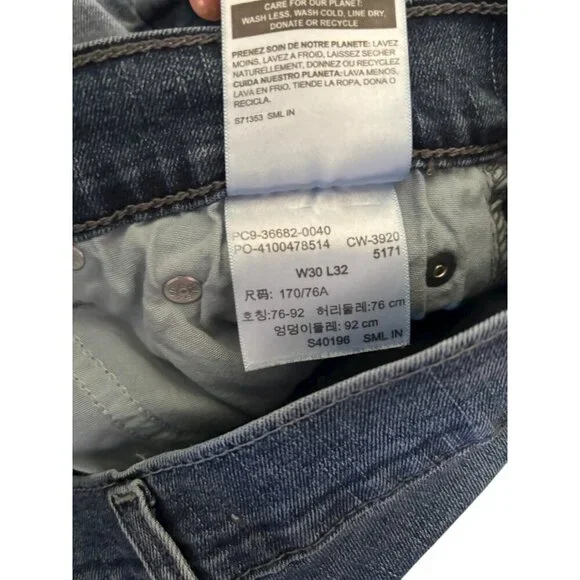 CARE FOR OUR PLANET:
WASH LESS, WASH COLD, LINE DRY,
DONATE OR RECYCLE
PRENEZ SOIN DE NOTRE PLANETE: LAVEZ
MOINS, LAVEZ A FROID, LAISSEZ SECHER
NATURELLEMENT, DONNEZ OU RECYCLEZ
CUIDA NUESTRO PLANETA: LAVA MENOS,
LAVA EN FRIO, TIENDE LA ROPA, DONA O
RECICLA.
S71353 SML IN
PC9-36682-0040
PO-4100478514 CW-3920
5171
W30 L32
尺码: 170/76A
호칭:76-92 허리둘레:76 cm
엉덩이둘레: 92 cm
S40196 SML IN